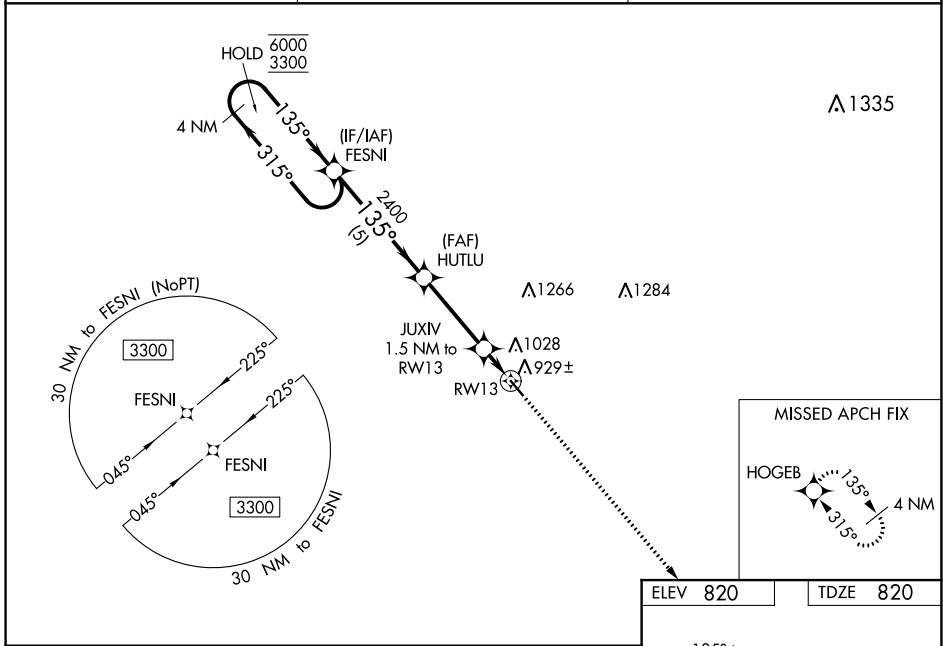 HOLD 6000
3300
4 NM
135°
315°
(IF/IAF)
FESNI
2400
135°
(5)
(FAF)
HUTLU
1335
1266
1284
JUXIV
1.5 NM to
RW13
1028
929±
RW13
30 NM to FESNI (NoPT)
3300
225°
FESNI
045°
225°
FESNI
045°
3300
30 NM to FESNI
MISSED APCH FIX
HOGEB
135°
315°
4 NM
ELEV 820
TDZE 820